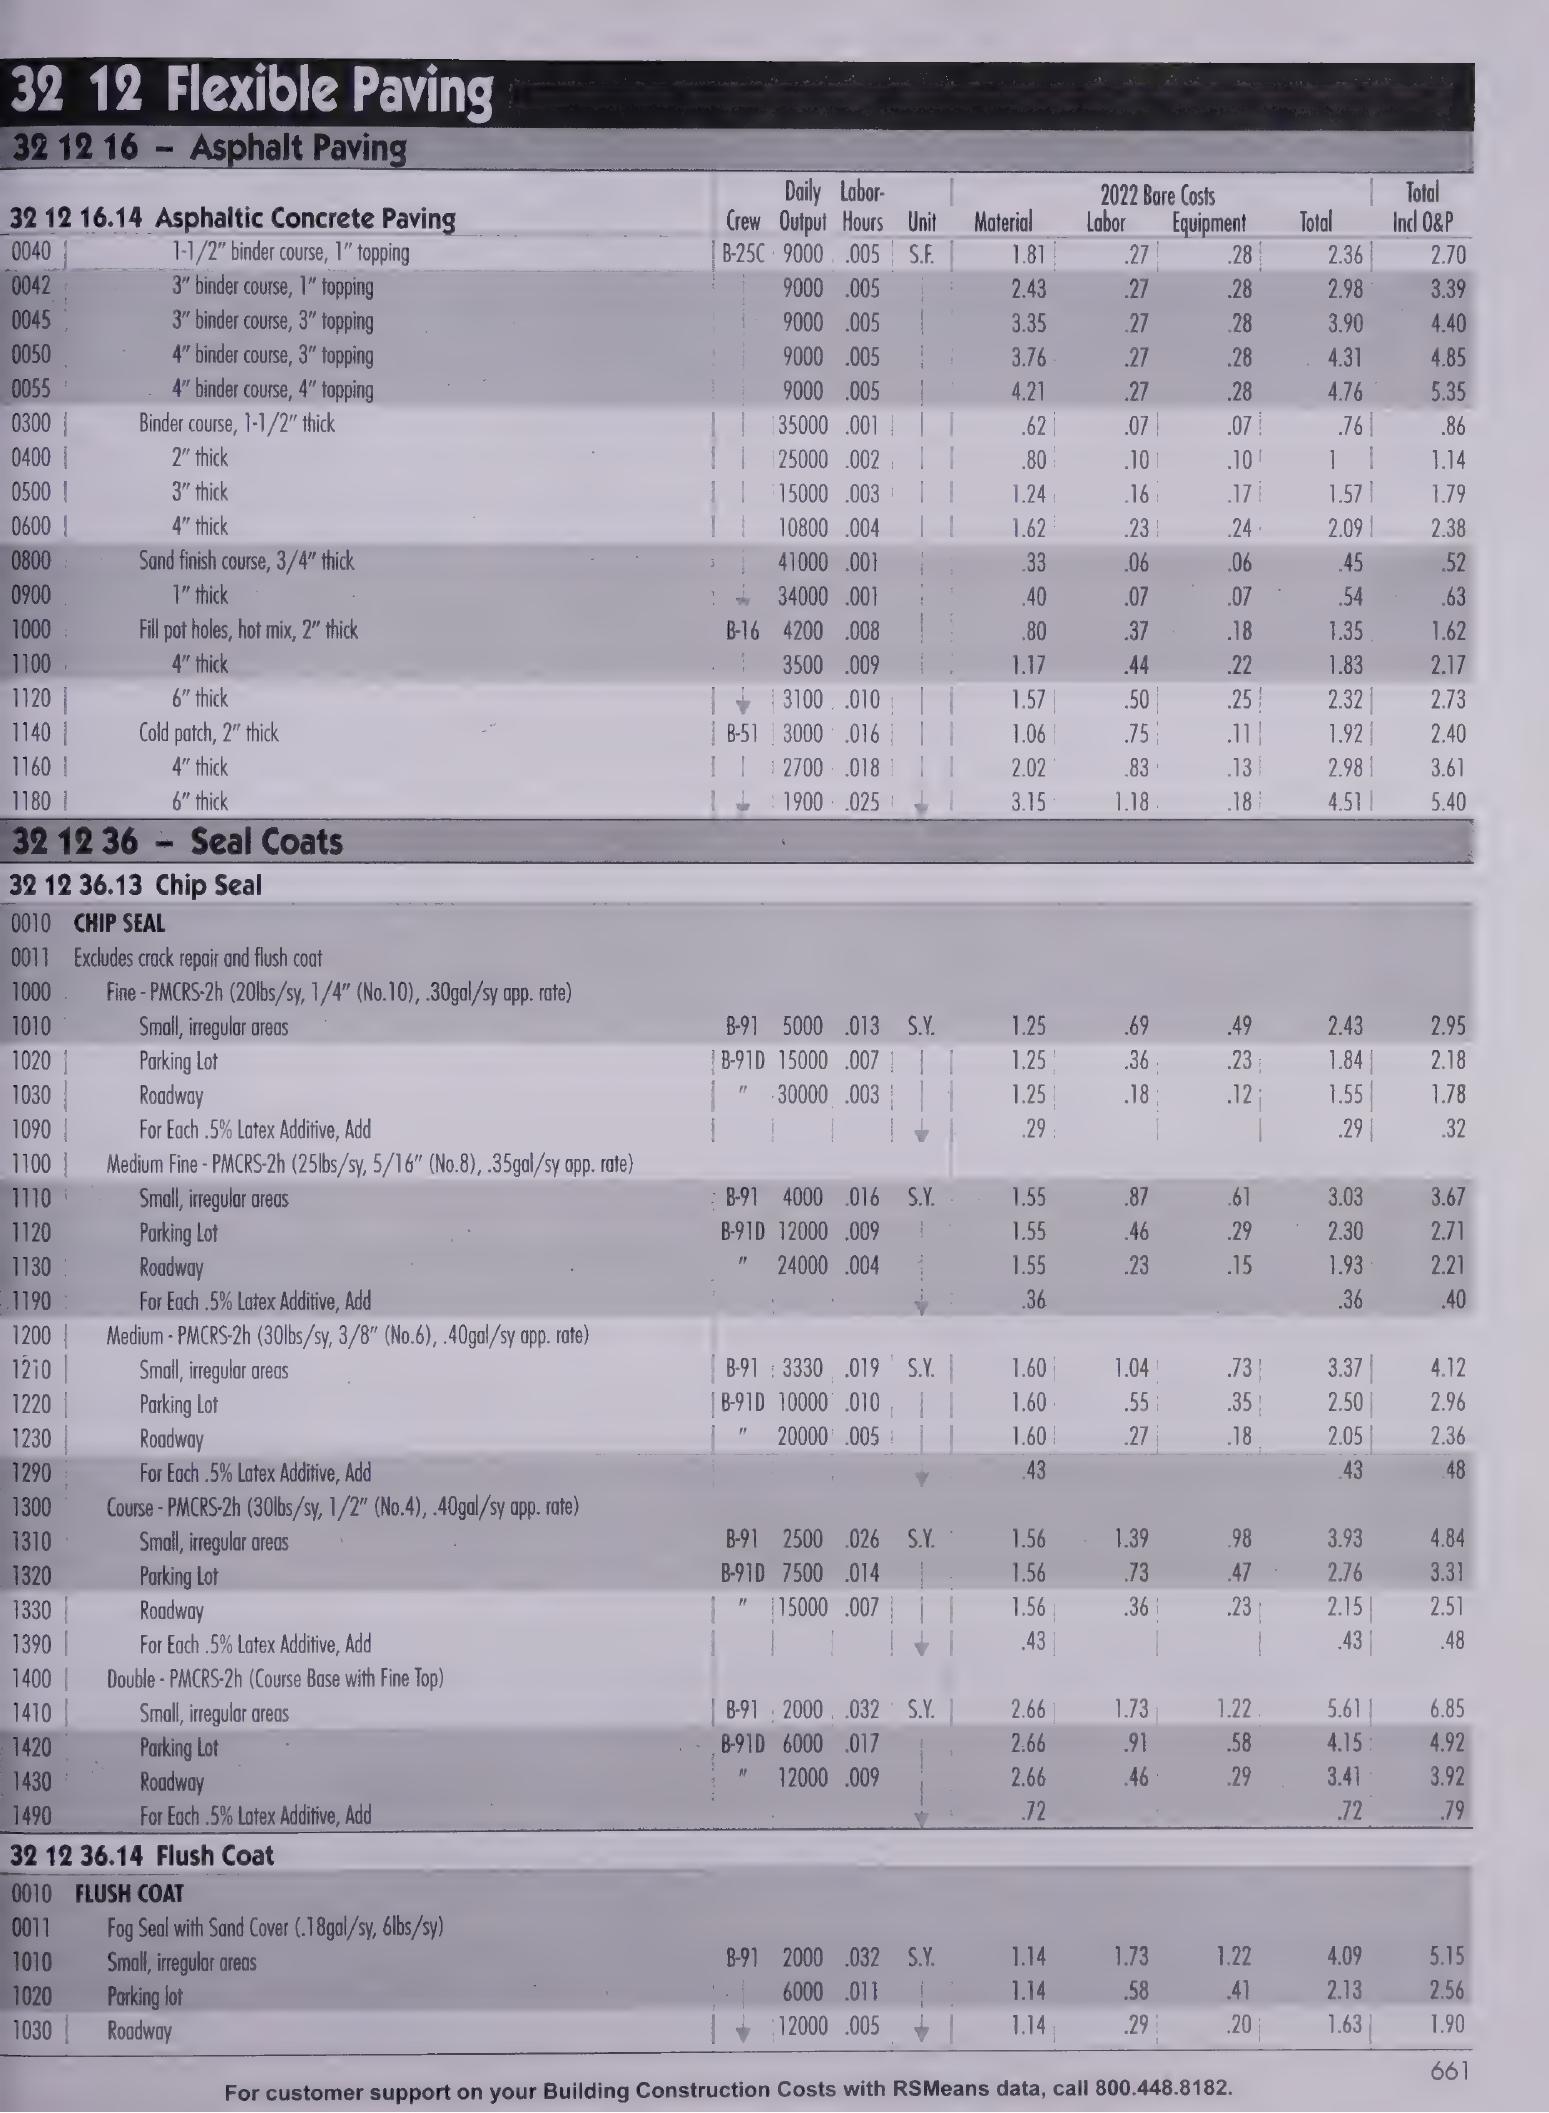 32 12 Flexible Paving
32 12 16 – Asphalt Paving
32 12 16.14 Asphaltic Concrete Paving Crew Daily Output Labor-Hours Unit Material 2022 Bare Costs Labor Equipment Total Total Incl O&P
0040 1-1/2" binder course, 1" topping B-25C 9000 .005 S.F. 1.81 .27 .28 2.36 2.70
0042 3" binder course, 1" topping 9000 .005 2.43 .27 .28 2.98 3.39
0045 3" binder course, 3" topping 9000 .005 3.35 .27 .28 3.90 4.40
0050 4" binder course, 3" topping 9000 .005 3.76 .27 .28 4.31 4.85
0055 4" binder course, 4" topping 9000 .005 4.21 .27 .28 4.76 5.35
0300 Binder course, 1-1/2" thick 35000 .001 .62 .07 .07 .76 .86
0400 2" thick 25000 .002 .80 .10 .10 1 1.14
0500 3" thick 15000 .003 1.24 .16 .17 1.57 1.79
0600 4" thick 10800 .004 1.62 .23 .24 2.09 2.38
0800 Sand finish course, 3/4" thick 41000 .001 .33 .06 .06 .45 .52
0900 1" thick 34000 .001 .40 .07 .07 .54 .63
1000 Fill pot holes, hot mix, 2" thick B-16 4200 .008 .80 .37 .18 1.35 1.62
1100 4" thick 3500 .009 1.17 .44 .22 1.83 2.17
1120 6" thick 3100 .010 1.57 .50 .25 2.32 2.73
1140 Cold patch, 2" thick B-51 3000 .016 1.06 .75 .11 1.92 2.40
1160 4" thick 2700 .018 2.02 .83 .13 2.98 3.61
1180 6" thick 1900 .025 3.15 1.18 .18 4.51 5.40
32 12 36 – Seal Coats
32 12 36.13 Chip Seal
0010 CHIP SEAL
0011 Excludes crack repair and flush coat
1000 Fine - PMCRS-2h (20lbs/sy, 1/4" (No.10), .30gal/sy app. rate)
1010 Small, irregular areas B-91 5000 .013 S.Y. 1.25 .69 .49 2.43 2.95
1020 Parking Lot B-91D 15000 .007 1.25 .36 .23 1.84 2.18
1030 Roadway " 30000 .003 1.25 .18 .12 1.55 1.78
1090 For Each .5% Latex Additive, Add .29 .29 .32
1100 Medium Fine - PMCRS-2h (25lbs/sy, 5/16" (No.8), .35gal/sy app. rate)
1110 Small, irregular areas B-91 4000 .016 S.Y. 1.55 .87 .61 3.03 3.67
1120 Parking Lot B-91D 12000 .009 1.55 .46 .29 2.30 2.71
1130 Roadway " 24000 .004 1.55 .23 .15 1.93 2.21
1190 For Each .5% Latex Additive, Add .36 .36 .40
1200 Medium - PMCRS-2h (30lbs/sy, 3/8" (No.6), .40gal/sy app. rate)
1210 Small, irregular areas B-91 3330 .019 S.Y. 1.60 1.04 .73 3.37 4.12
1220 Parking Lot B-91D 10000 .010 1.60 .55 .35 2.50 2.96
1230 Roadway " 20000 .005 1.60 .27 .18 2.05 2.36
1290 For Each .5% Latex Additive, Add .43 .43 .48
1300 Course - PMCRS-2h (30lbs/sy, 1/2" (No.4), .40gal/sy app. rate)
1310 Small, irregular areas B-91 2500 .026 S.Y. 1.56 1.39 .98 3.93 4.84
1320 Parking Lot B-91D 7500 .014 1.56 .73 .47 2.76 3.31
1330 Roadway " 15000 .007 1.56 .36 .23 2.15 2.51
1390 For Each .5% Latex Additive, Add .43 .43 .48
1400 Double - PMCRS-2h (Course Base with Fine Top)
1410 Small, irregular areas B-91 2000 .032 S.Y. 2.66 1.73 1.22 5.61 6.85
1420 Parking Lot B-91D 6000 .017 2.66 .91 .58 4.15 4.92
1430 Roadway " 12000 .009 2.66 .46 .29 3.41 3.92
1490 For Each .5% Latex Additive, Add .72 .72 .79
32 12 36.14 Flush Coat
0010 FLUSH COAT
0011 Fog Seal with Sand Cover (.18gal/sy, 6lbs/sy)
1010 Small, irregular areas B-91 2000 .032 S.Y. 1.14 1.73 1.22 4.09 5.15
1020 Parking lot 6000 .011 1.14 .58 .41 2.13 2.56
1030 Roadway 12000 .005 1.14 .29 .20 1.63 1.90
661
For customer support on your Building Construction Costs with RSMeans data, call 800.448.8182.